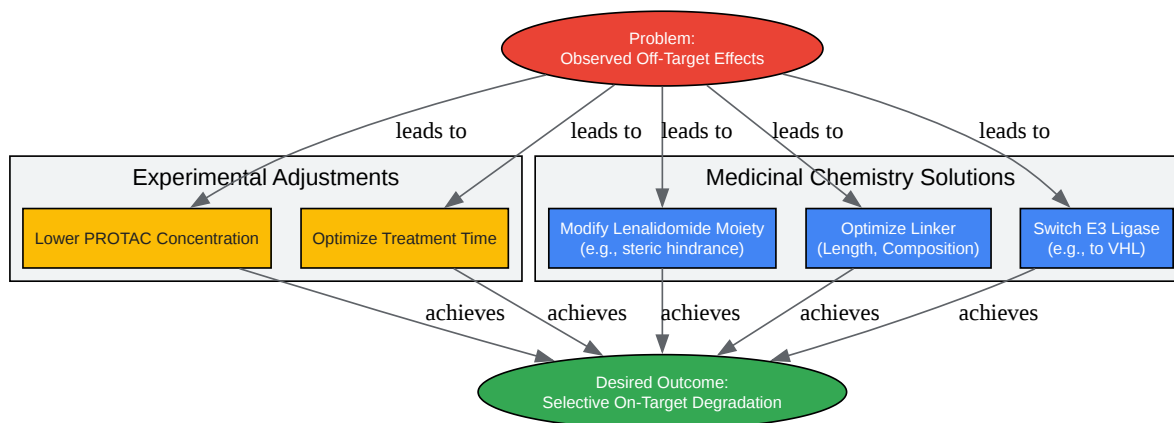 Problem:
Observed Off-Target Effects
leads to
leads to
leads to
leads to
leads to
Experimental Adjustments
Medicinal Chemistry Solutions
Lower PROTAC Concentration
Optimize Treatment Time
Modify Lenalidomide Moiety
(e.g., steric hindrance)
Optimize Linker
(Length, Composition)
Switch E3 Ligase
(e.g., to VHL)
achieves
achieves
achieves
achieves
achieves
Desired Outcome:
Selective On-Target Degradation